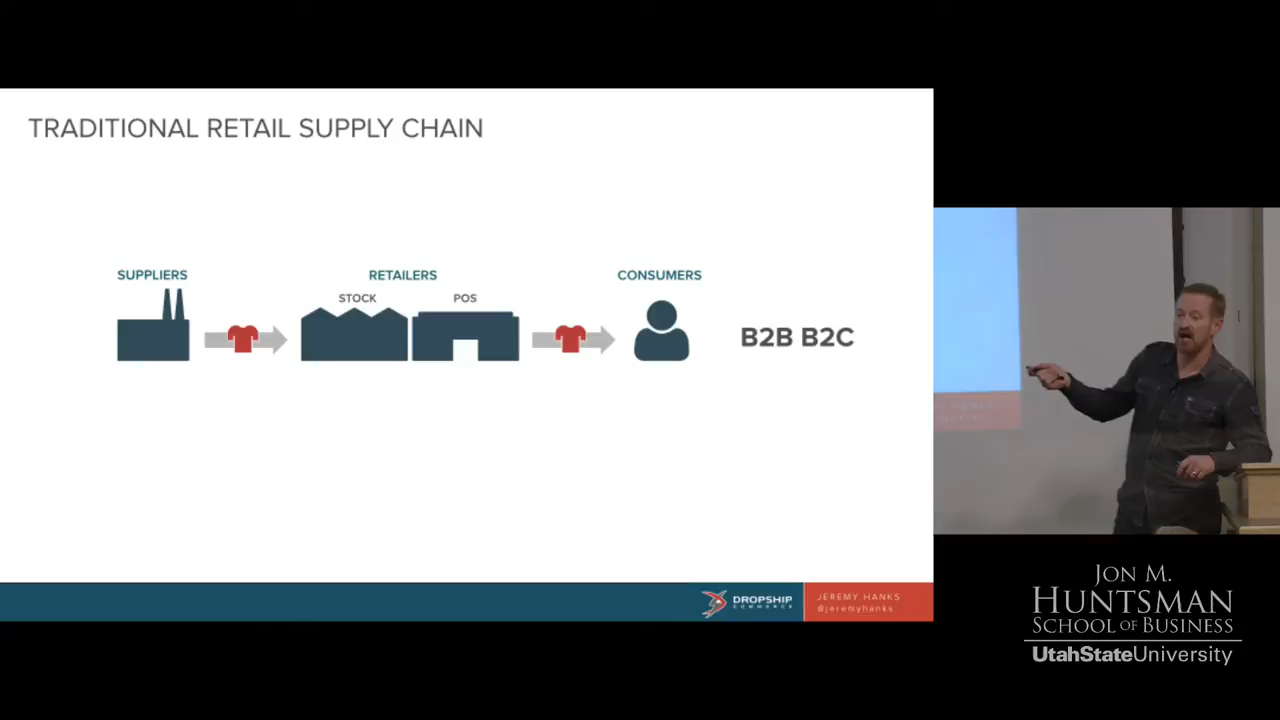 TRADITIONAL RETAIL SUPPLY CHAIN
SUPPLIERS
RETAILERS
CONSUMERS
STOCK
POS
B2B B2C
DROPSHIP
COMMERCE
JEREMY HANKS
@jeremyhanks
JON M.
HUNTSMAN
SCHOOL OF BUSINESS
UtahStateUniversity